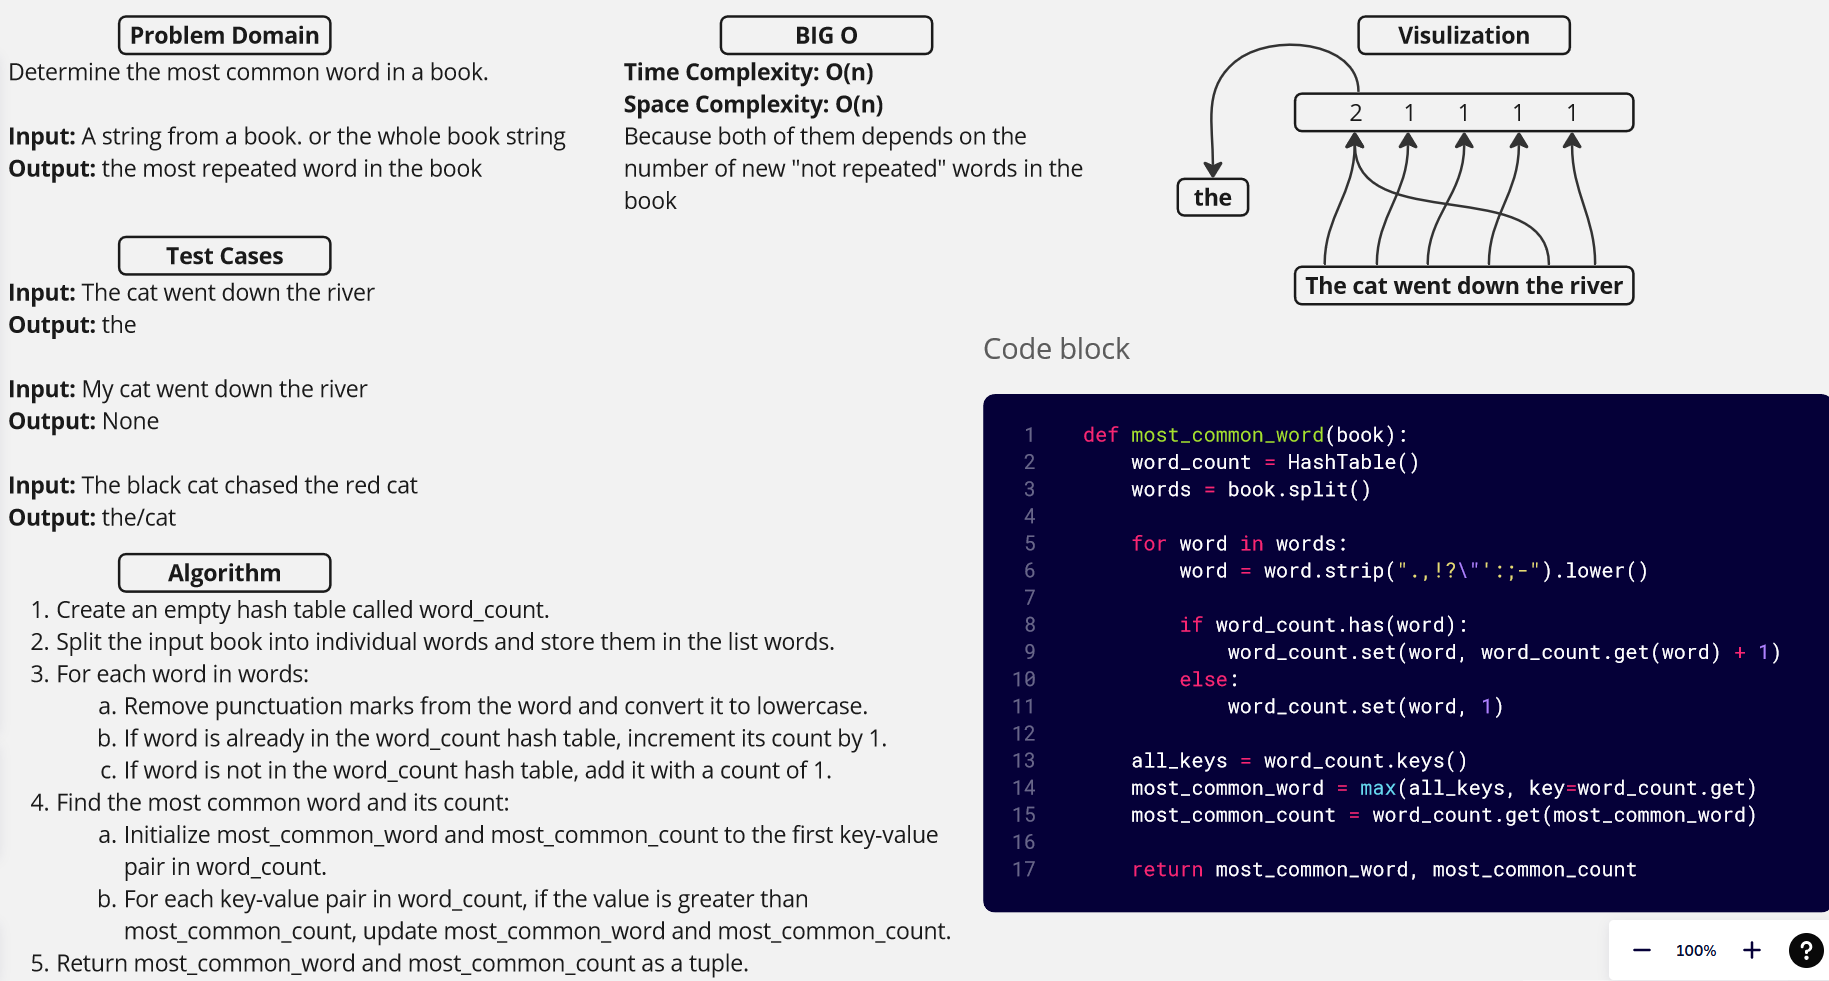 Problem Domain
Determine the most common word in a book.
Input: A string from a book. or the whole book string
Output: the most repeated word in the book
Test Cases
Input: The cat went down the river
Output: the
Input: My cat went down the river
Output: None
Input: The black cat chased the red cat
Output: the/cat
Algorithm
1. Create an empty hash table called word_count.
2. Split the input book into individual words and store them in the list words.
3. For each word in words:
a. Remove punctuation marks from the word and convert it to lowercase.
b. If word is already in the word_count hash table, increment its count by 1.
c. If word is not in the word_count hash table, add it with a count of 1.
4. Find the most common word and its count:
a. Initialize most_common_word and most_common_count to the first key-value
pair in word_count.
b. For each key-value pair in word_count, if the value is greater than
most_common_count, update most_common_word and most_common_count.
5. Return most_common_word and most_common_count as a tuple.
BIG O
Time Complexity: O(n)
Space Complexity: O(n)
Because both of them depends on the
number of new "not repeated" words in the
book
Visulization
2 1 1 1 1
the
The cat went down the river
Code block
1 def most_common_word(book):
2     word_count = HashTable()
3     words = book.split()
4
5     for word in words:
6         word = word.strip(".,!?\"':;-").lower()
7
8         if word_count.has(word):
9             word_count.set(word, word_count.get(word) + 1)
10         else:
11             word_count.set(word, 1)
12
13     all_keys = word_count.keys()
14     most_common_word = max(all_keys, key=word_count.get)
15     most_common_count = word_count.get(most_common_word)
16
17     return most_common_word, most_common_count
100%
?